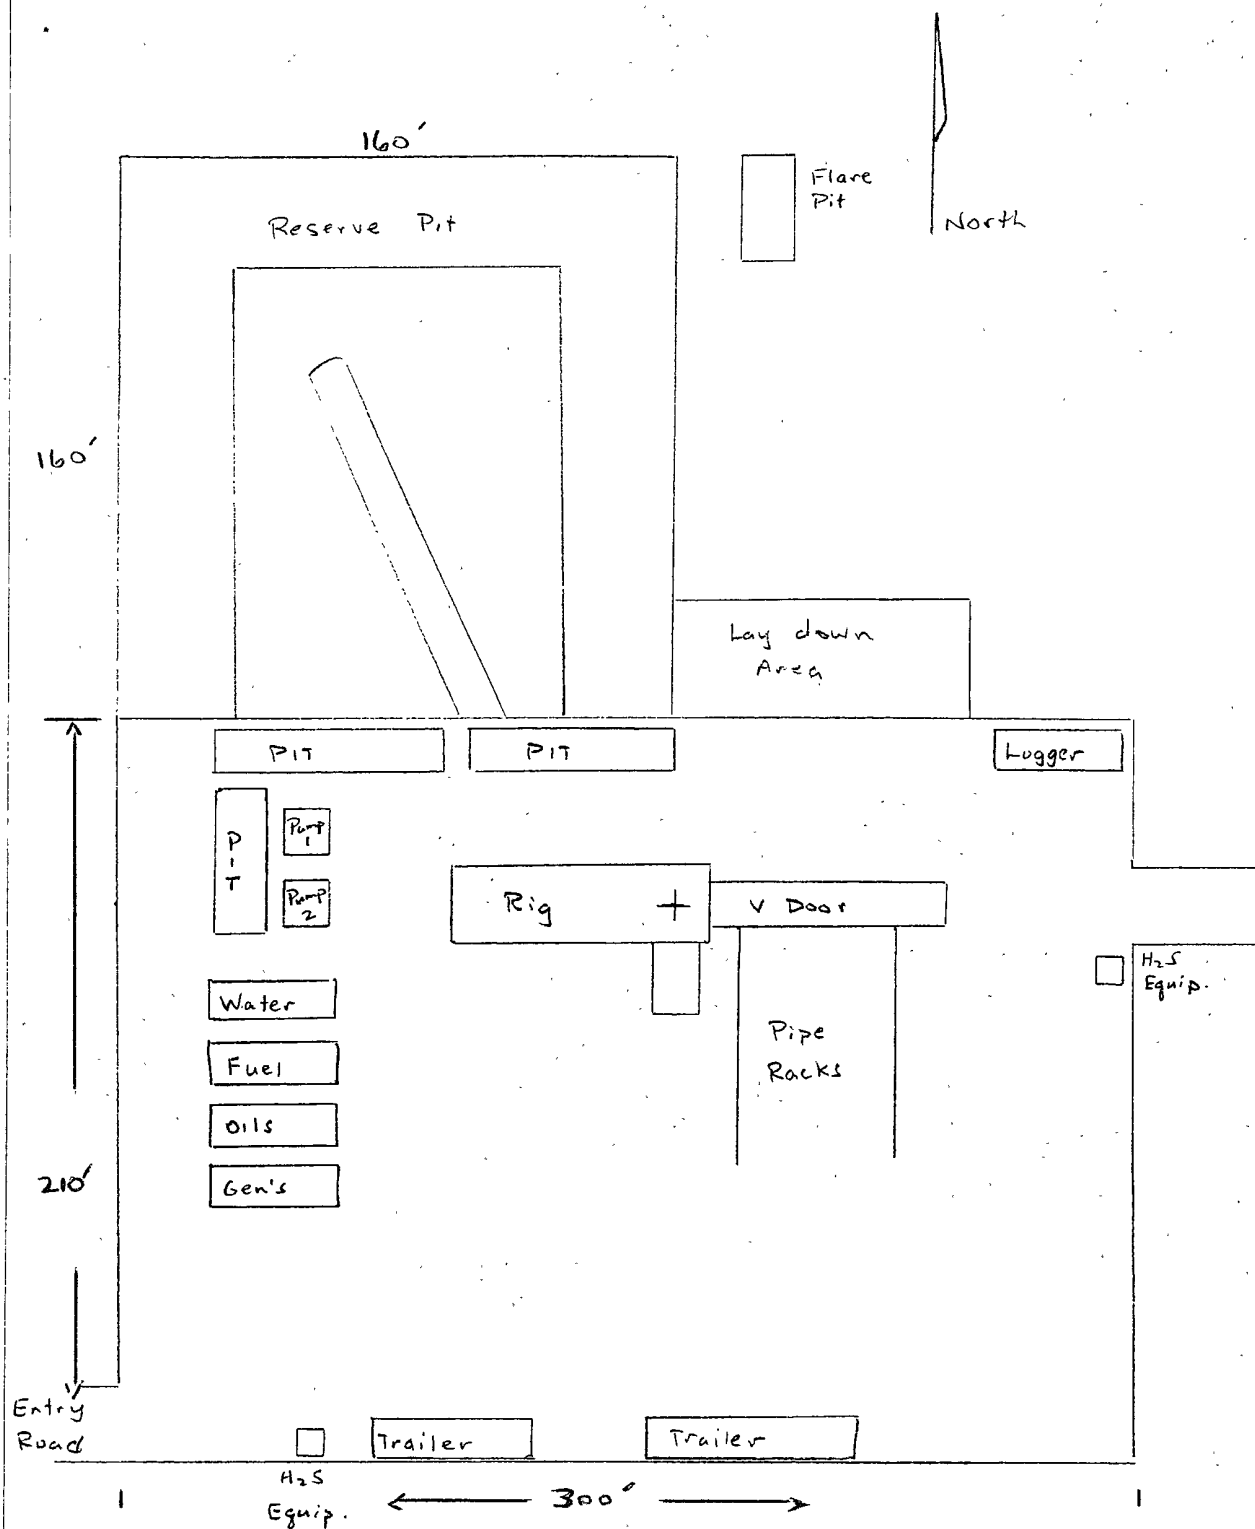 160'
Flare
Pit
Reserve Pit
North
160'
Lay down
Area
PIT
PIT
Logger
PIT
Pump
1
Pump
2
Rig
V Door
H₂S
Equip.
Water
Pipe
Racks
Fuel
Oils
210'
Gen's
Entry
Road
Trailer
Trailer
H₂S
Equip.
300'